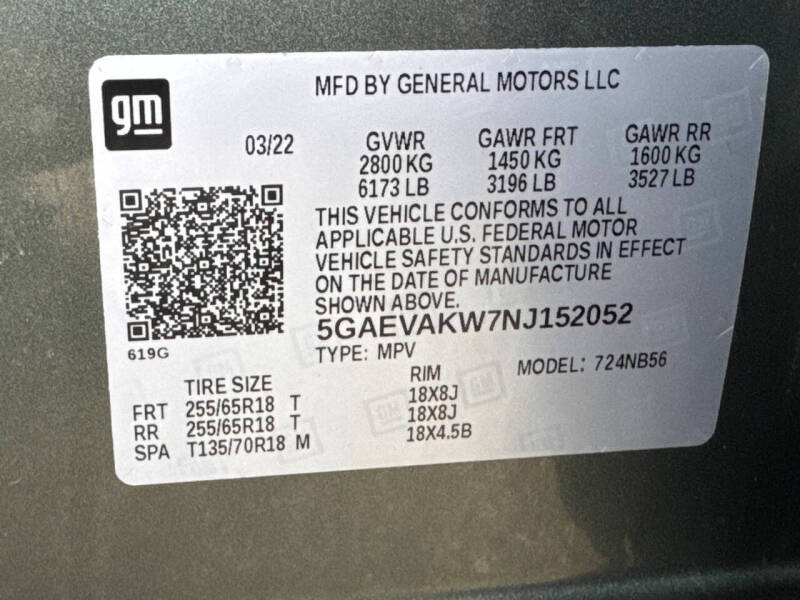 gm
MFD BY GENERAL MOTORS LLC
03/22
GVWR GAWR FRT GAWR RR
2800 KG 1450 KG 1600 KG
6173 LB 3196 LB 3527 LB
THIS VEHICLE CONFORMS TO ALL
APPLICABLE U.S. FEDERAL MOTOR
VEHICLE SAFETY STANDARDS IN EFFECT
ON THE DATE OF MANUFACTURE
SHOWN ABOVE.
5GAEVAKW7NJ152052
619G
TYPE: MPV MODEL: 724NB56
TIRE SIZE RIM
FRT 255/65R18 T 18X8J
RR 255/65R18 T 18X8J
SPA T135/70R18 M 18X4.5B